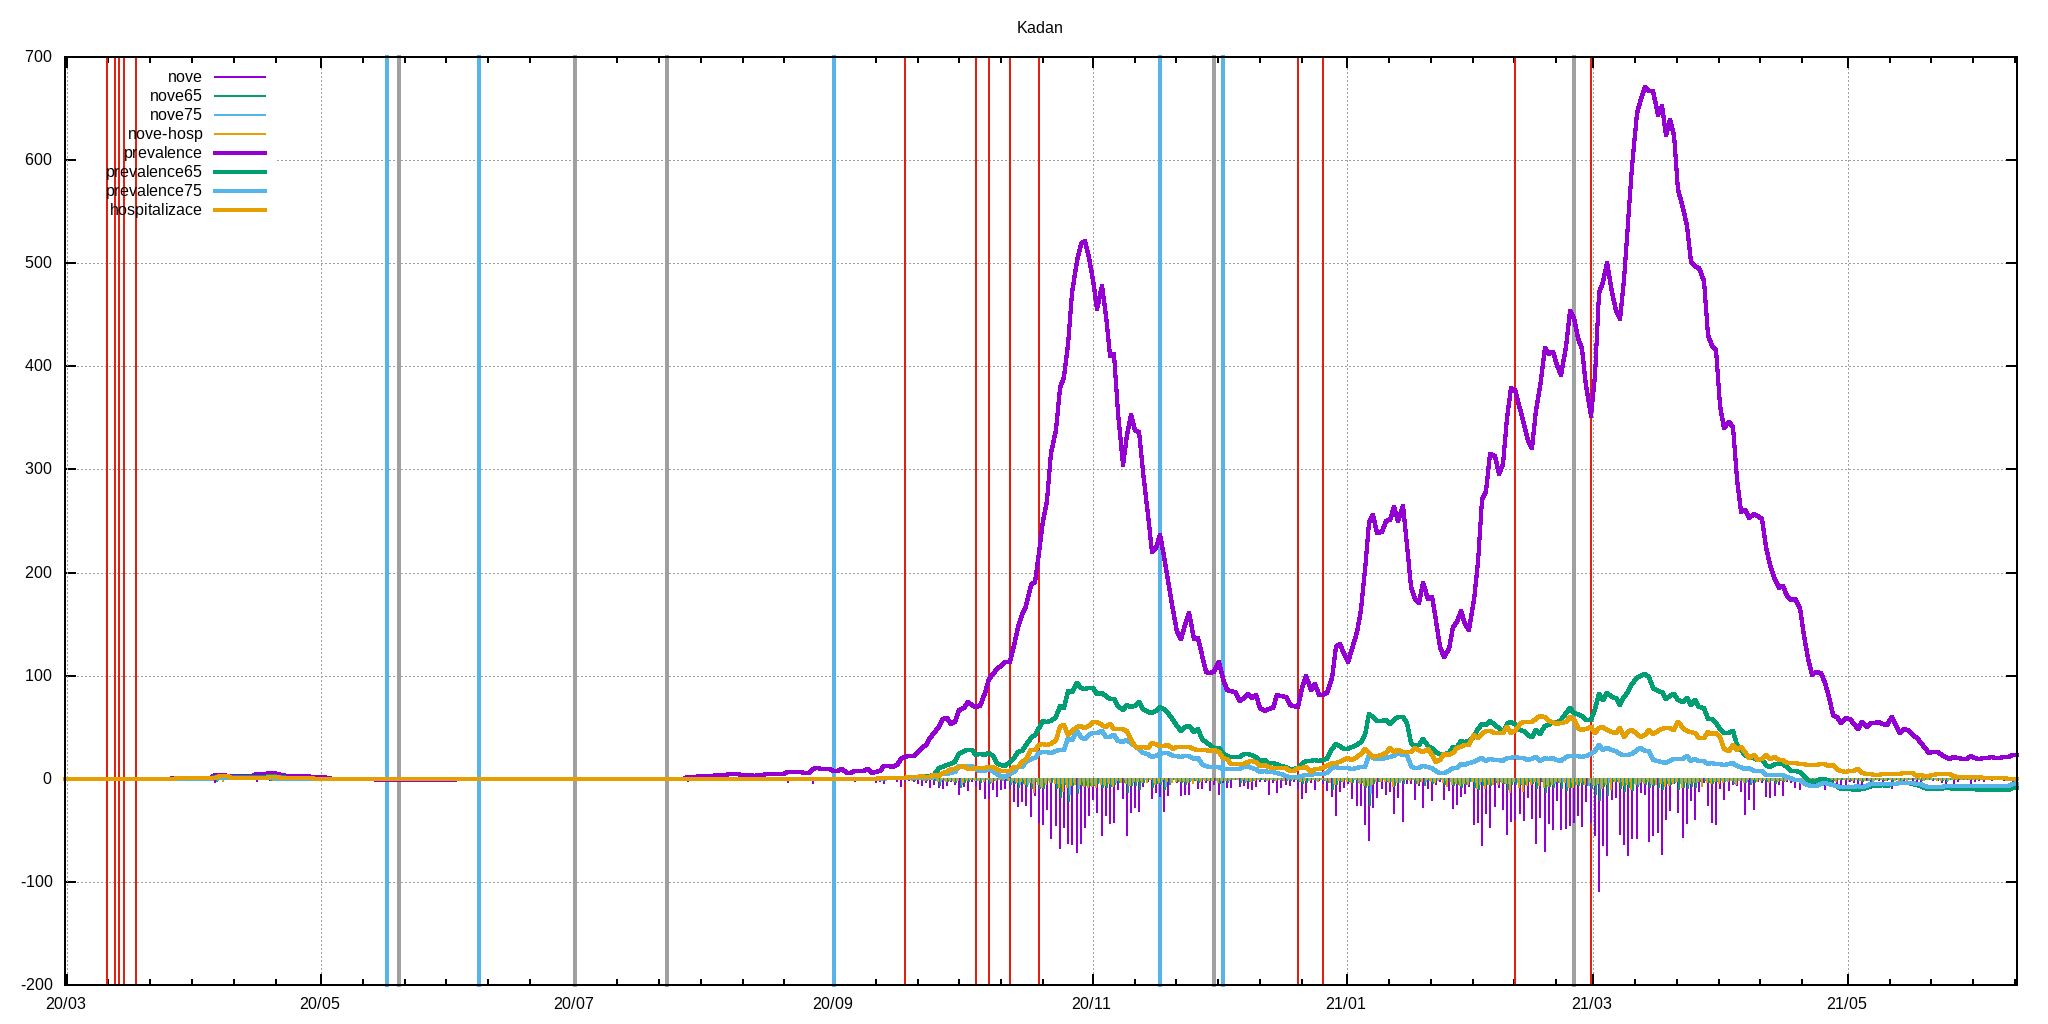 Kadan
700
600
500
400
300
200
100
0
-100
-200
nove
nove65
nove75
nove-hosp
prevalence
prevalence65
prevalence75
hospitalizace
20/03 20/05 20/07 20/09 20/11 21/01 21/03 21/05